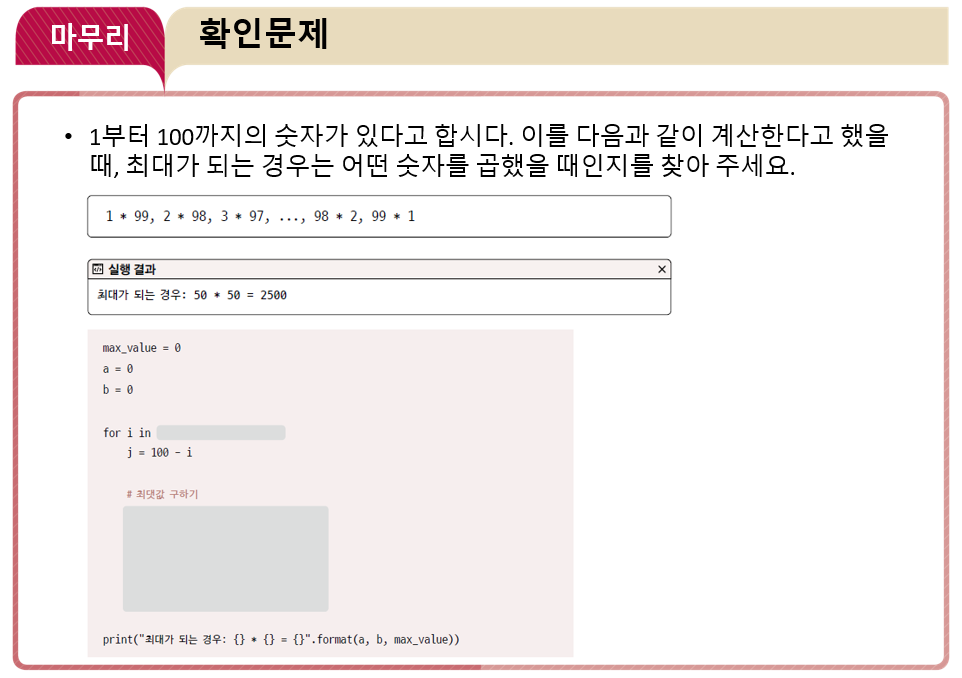 마무리
확인문제
• 1부터 100까지의 숫자가 있다고 합시다. 이를 다음과 같이 계산한다고 했을
때, 최대가 되는 경우는 어떤 숫자를 곱했을 때인지를 찾아 주세요.
1 * 99, 2 * 98, 3 * 97, ..., 98 * 2, 99 * 1
실행 결과 ×
최대가 되는 경우: 50 * 50 = 2500
max_value = 0
a = 0
b = 0
for i in
j = 100 - i
# 최댓값 구하기
print("최대가 되는 경우: {} * {} = {}".format(a, b, max_value))